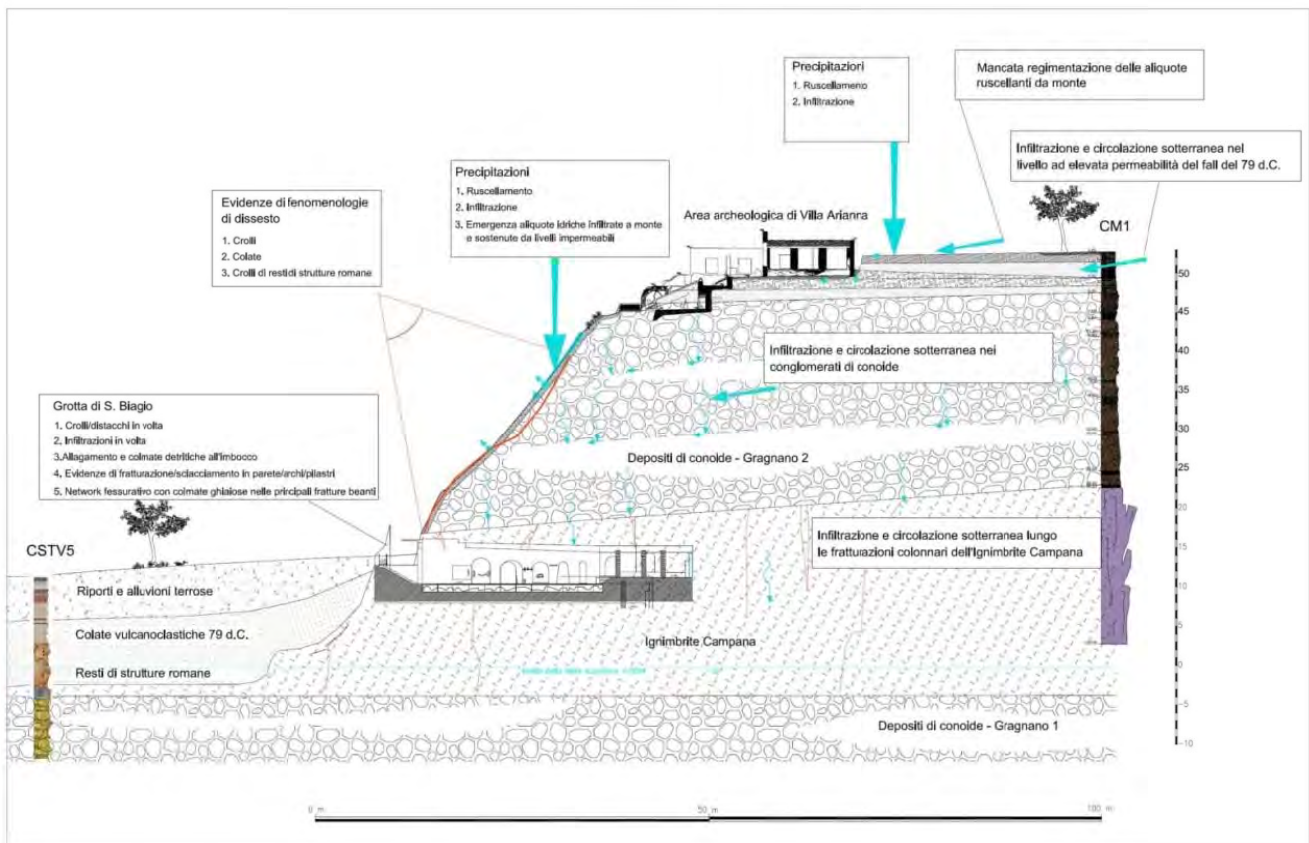 Precipitazioni
1. Ruscellameno
2. Infiltrazione
Mancata regimentazione delle aliquote
ruscellanti da monte
Infiltrazione e circolazione sotterranea nel
livello ad elevata permeabilità del fall del 79 d.C.
Precipitazioni
1. Ruscellamento
2. Infiltrazione
3. Emergenza aliquote idriche infiltrate a monte
e sostenute da livelli impermeabili
Evidenze di fenomenologie
di dissesto
1. Crolli
2. Colate
3. Crolli di resti di strutture romane
Area archeologica di Villa Arianna
CM1
50
45
40
35
30
25
20
15
10
5
0
-5
-10
Infiltrazione e circolazione sotterranea nei
conglomerati di conoide
Grotta di S. Biagio
1. Crolli/distacchi in volta
2. Infiltrazioni in volta
3.Allagamento e colmate detritiche all'imbocco
4, Evidenze di fratturazione/sclacciamento in parete/archi/pilastri
5. Network fessurativo con colmate ghiaiose nelle principali fratture beanti
Depositi di conoide - Gragnano 2
Infiltrazione e circolazione sotterranea lungo
le frattuazioni colonnari dell'Ignimbrite Campana
CSTV5
Riporti e alluvioni terrose
Colate vulcanoclastiche 79 d.C.
Ignimbrite Campana
Resti di strutture romane
Depositi di conoide - Gragnano 1
0 m
50 m
100 m